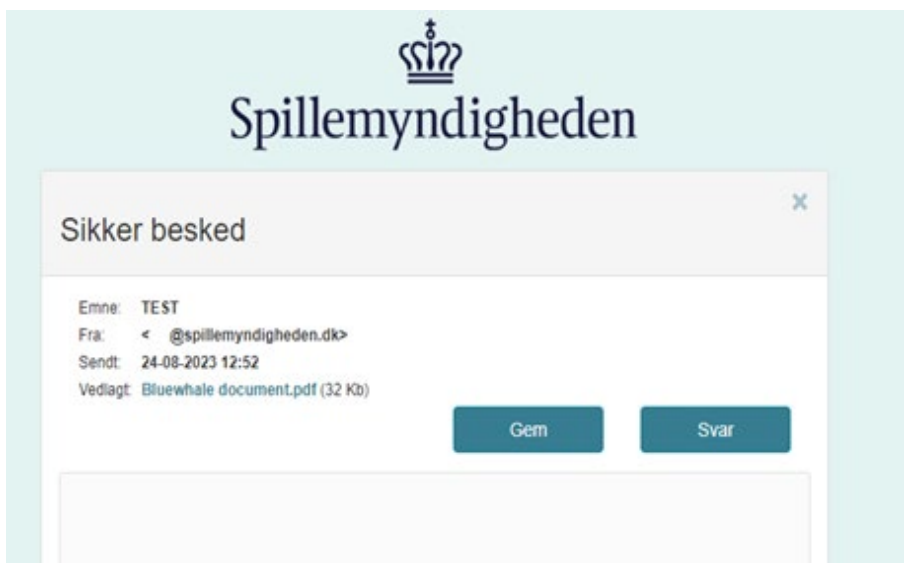 Spillemyndigheden
Sikker besked
×
Emne: TEST
Fra: < @spillemyndigheden.dk>
Sendt: 24-08-2023 12:52
Vedlagt: Bluewhale document.pdf (32 Kb)
Gem Svar